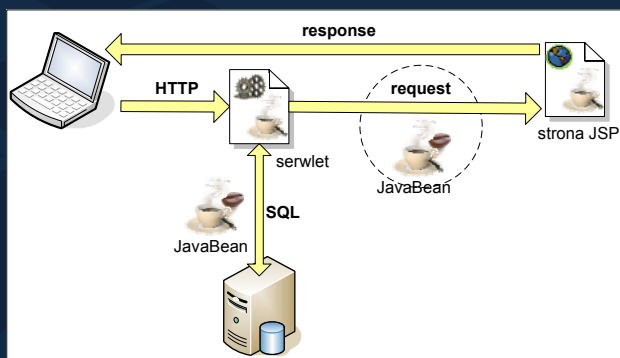 response
HTTP
request
strona JSP
serwlet
JavaBean
SQL
JavaBean